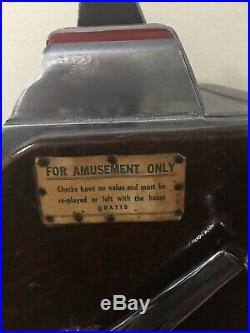 FOR AMUSEMENT ONLY
Checks have no value and must be
re-played or left with the house
GRATIS